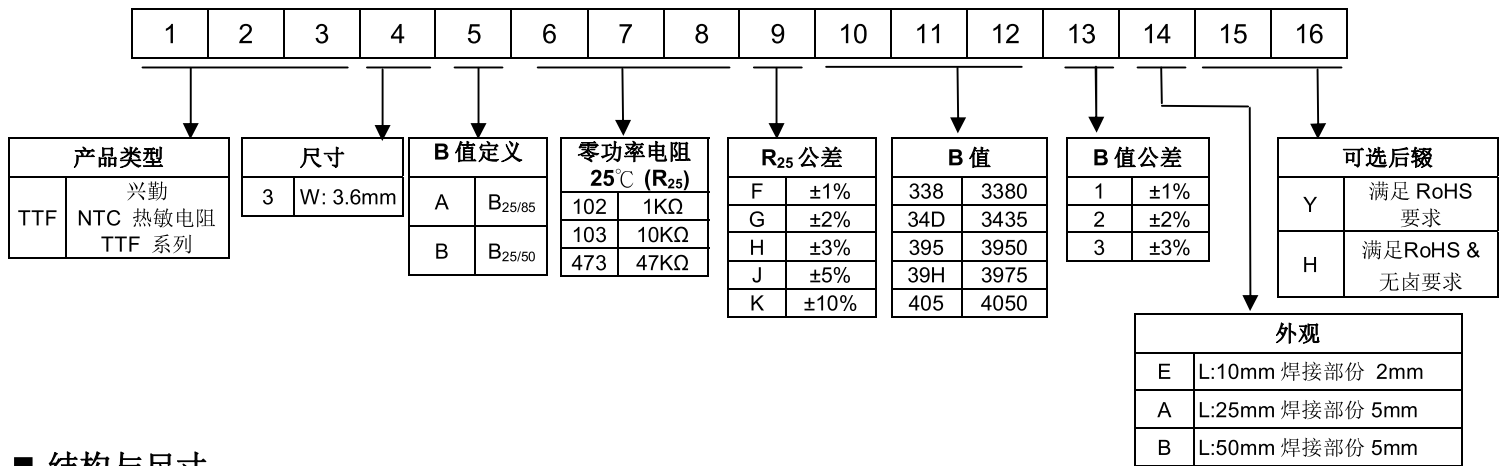 1 2 3 4 5 6 7 8 9 10 11 12 13 14 15 16
产品类型
TTF 兴勤
NTC 热敏电阻
TTF 系列
尺寸
3 W: 3.6mm
B 值定义
A B25/85
B B25/50
零功率电阻
25℃ (R25)
102 1KΩ
103 10KΩ
473 47KΩ
R25 公差
F ±1%
G ±2%
H ±3%
J ±5%
K ±10%
B 值
338 3380
34D 3435
395 3950
39H 3975
405 4050
B 值公差
1 ±1%
2 ±2%
3 ±3%
可选后辍
Y 满足 RoHS
要求
H 满足RoHS &
无卤要求
外观
E L:10mm 焊接部份 2mm
A L:25mm 焊接部份 5mm
B L:50mm 焊接部份 5mm
■ 结构与尺寸